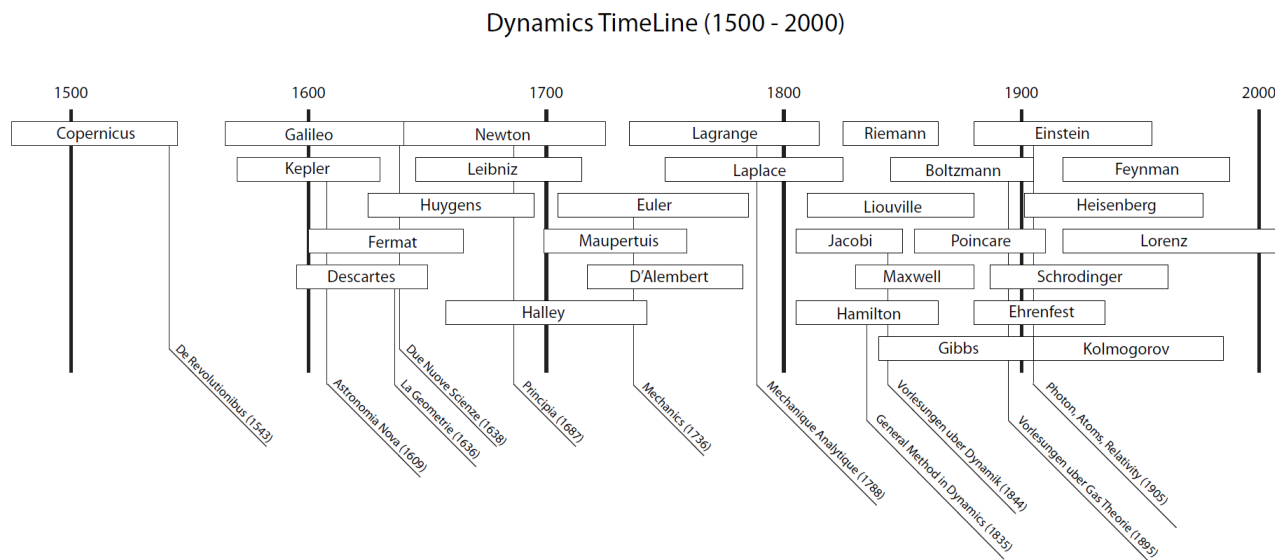 Dynamics TimeLine (1500 - 2000)
1500 1600 1700 1800 1900 2000
Copernicus Galileo Newton Lagrange Riemann Einstein
Kepler Leibniz Laplace Boltzmann Feynman
Huygens Euler Liouville Heisenberg
Fermat Maupertuis Jacobi Poincare Lorenz
Descartes D'Alembert Maxwell Schrodinger
Halley Hamilton Ehrenfest
Gibbs Kolmogorov
De Revolutionibus (1543)
Astronomia Nova (1609)
La Geometrie (1636)
Due Nuove Scienze (1638)
Principia (1687)
Mechanics (1736)
Mechanique Analytique (1788)
General Method in Dynamics (1835)
Vorlesungen uber Dynamik (1844)
Vorlesungen uber Gas Theorie (1895)
Photon, Atoms, Relativity (1905)